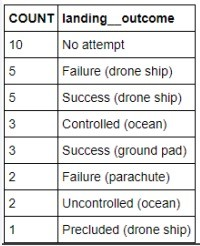 COUNT landing__outcome
10 No attempt
5 Failure (drone ship)
5 Success (drone ship)
3 Controlled (ocean)
3 Success (ground pad)
2 Failure (parachute)
2 Uncontrolled (ocean)
1 Precluded (drone ship)